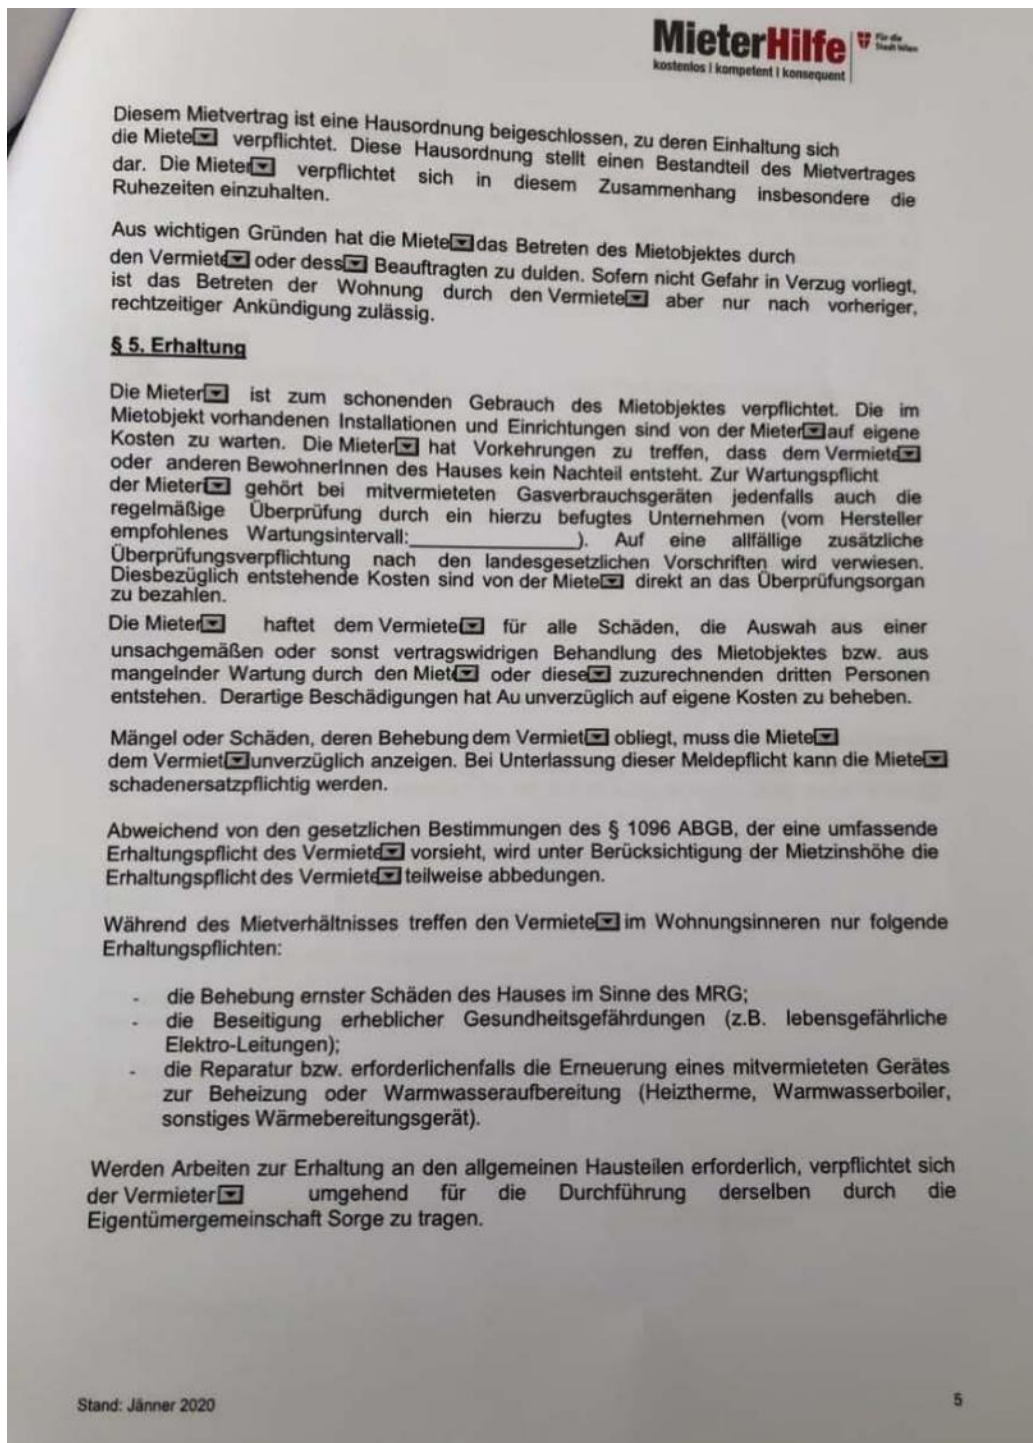 MieterHilfe
Für die
Stadt Wien
kostenlos | kompetent | konsequent
Diesem Mietvertrag ist eine Hausordnung beigeschlossen, zu deren Einhaltung sich
die Miete verpflichtet. Diese Hausordnung stellt einen Bestandteil des Mietvertrages
dar. Die Mieter verpflichtet sich in diesem Zusammenhang insbesondere die
Ruhezeiten einzuhalten.
Aus wichtigen Gründen hat die Miete das Betreten des Mietobjektes durch
den Vermiete oder dess Beauftragten zu dulden. Sofern nicht Gefahr in Verzug vorliegt,
ist das Betreten der Wohnung durch den Vermiete aber nur nach vorheriger,
rechtzeitiger Ankündigung zulässig.
§ 5. Erhaltung
Die Mieter ist zum schonenden Gebrauch des Mietobjektes verpflichtet. Die im
Mietobjekt vorhandenen Installationen und Einrichtungen sind von der Mieter auf eigene
Kosten zu warten. Die Mieter hat Vorkehrungen zu treffen, dass dem Vermiete
oder anderen BewohnerInnen des Hauses kein Nachteil entsteht. Zur Wartungspflicht
der Mieter gehört bei mitvermieteten Gasverbrauchsgeräten jedenfalls auch die
regelmäßige Überprüfung durch ein hierzu befugtes Unternehmen (vom Hersteller
empfohlenes Wartungsintervall:_______________). Auf eine allfällige zusätzliche
Überprüfungsverpflichtung nach den landesgesetzlichen Vorschriften wird verwiesen.
Diesbezüglich entstehende Kosten sind von der Miete direkt an das Überprüfungsorgan
zu bezahlen.
Die Mieter haftet dem Vermiete für alle Schäden, die Auswah aus einer
unsachgemäßen oder sonst vertragswidrigen Behandlung des Mietobjektes bzw. aus
mangelnder Wartung durch den Miete oder diese zuzurechnenden dritten Personen
entstehen. Derartige Beschädigungen hat Au unverzüglich auf eigene Kosten zu beheben.
Mängel oder Schäden, deren Behebung dem Vermiet obliegt, muss die Miete
dem Vermiet unverzüglich anzeigen. Bei Unterlassung dieser Meldepflicht kann die Miete
schadenersatzpflichtig werden.
Abweichend von den gesetzlichen Bestimmungen des § 1096 ABGB, der eine umfassende
Erhaltungspflicht des Vermiete vorsieht, wird unter Berücksichtigung der Mietzinshöhe die
Erhaltungspflicht des Vermiete teilweise abbedungen.
Während des Mietverhältnisses treffen den Vermiete im Wohnungsinneren nur folgende
Erhaltungspflichten:
- die Behebung ernster Schäden des Hauses im Sinne des MRG;
- die Beseitigung erheblicher Gesundheitsgefährdungen (z.B. lebensgefährliche
Elektro-Leitungen);
- die Reparatur bzw. erforderlichenfalls die Erneuerung eines mitvermieteten Gerätes
zur Beheizung oder Warmwasseraufbereitung (Heiztherme, Warmwasserboiler,
sonstiges Wärmebereitungsgerät).
Werden Arbeiten zur Erhaltung an den allgemeinen Hausteilen erforderlich, verpflichtet sich
der Vermieter umgehend für die Durchführung derselben durch die
Eigentümergemeinschaft Sorge zu tragen.
Stand: Jänner 2020
5